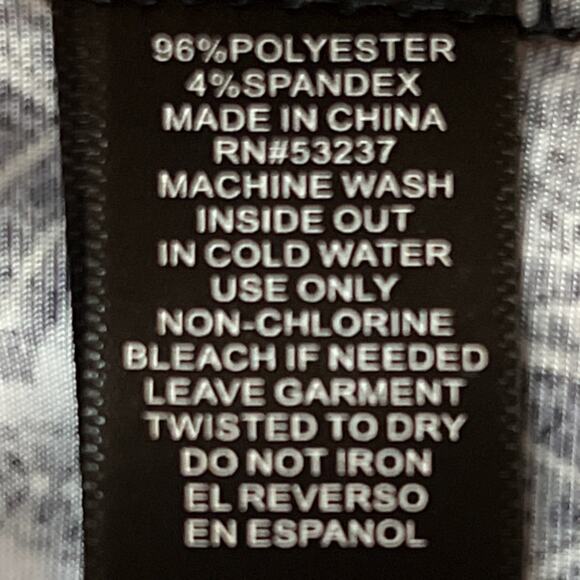 96%POLYESTER
4%SPANDEX
MADE IN CHINA
RN#53237
MACHINE WASH
INSIDE OUT
IN COLD WATER
USE ONLY
NON-CHLORINE
BLEACH IF NEEDED
LEAVE GARMENT
TWISTED TO DRY
DO NOT IRON
EL REVERSO
EN ESPANOL